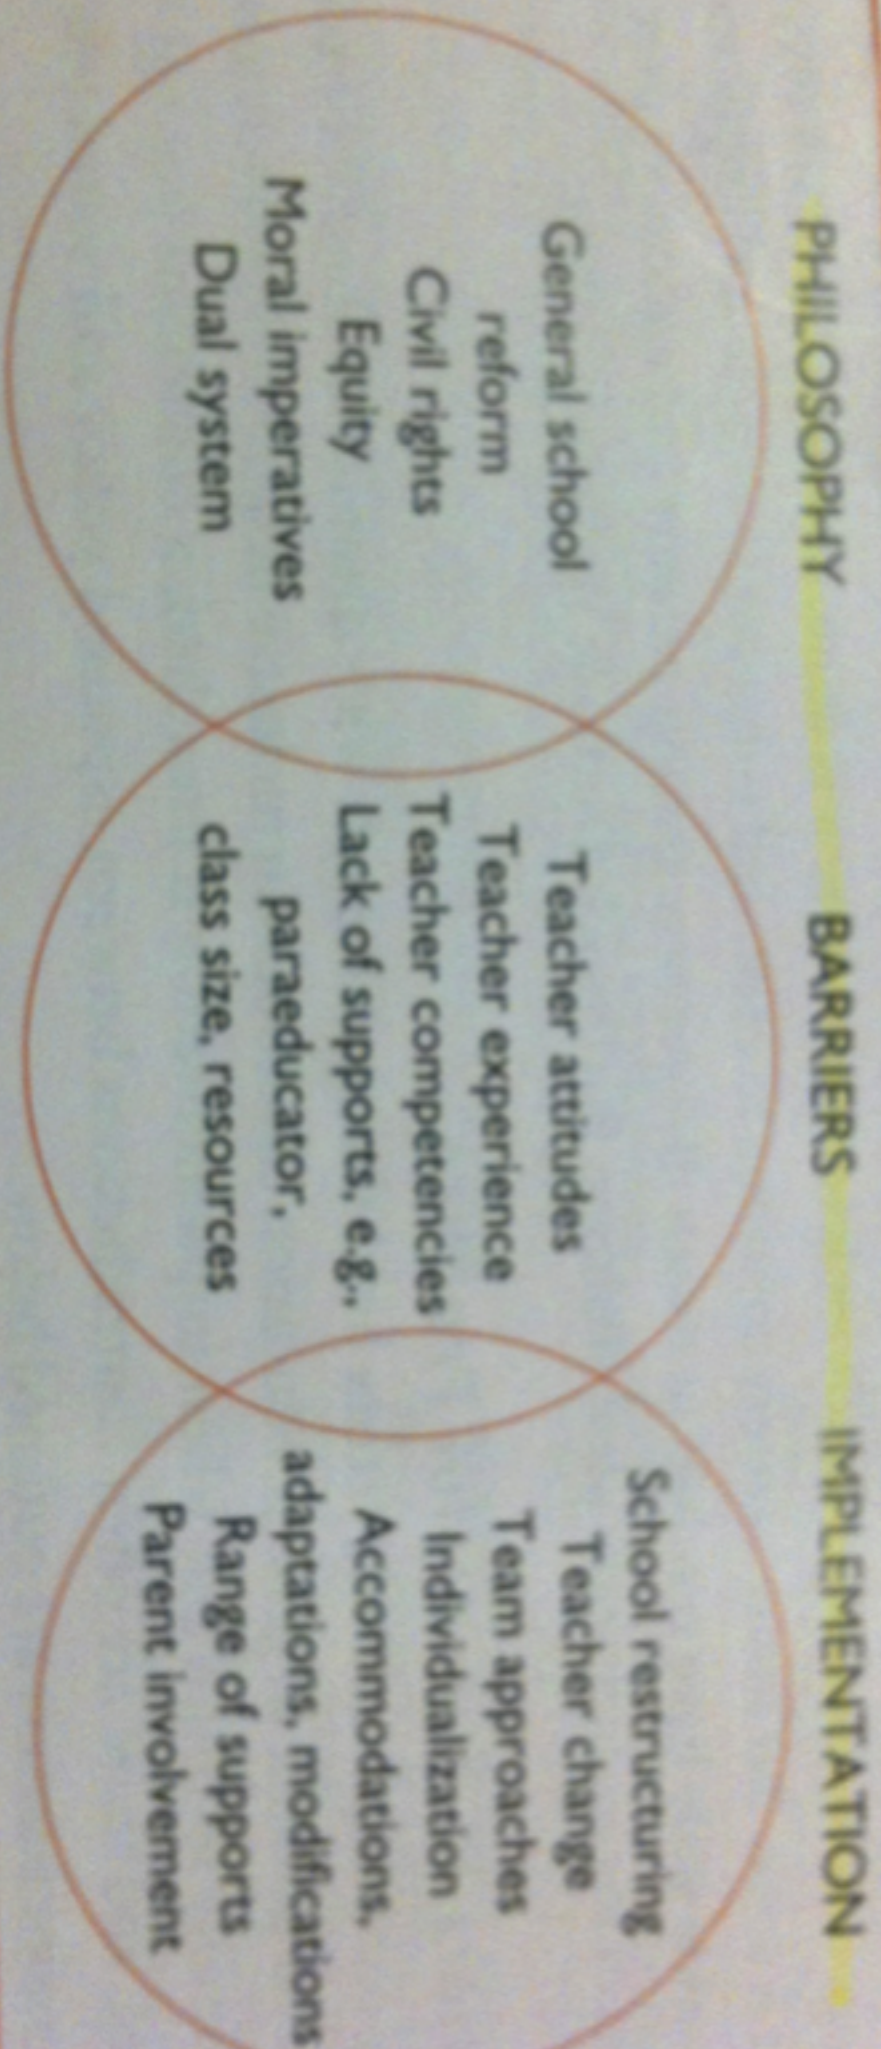 PHILOSOPHY
BARRIERS
IMPLEMENTATION
General school
reform
Civil rights
Equity
Moral imperatives
Dual system
Teacher attitudes
Teacher experience
Teacher competencies
Lack of supports, e.g.,
paraeducator,
class size, resources
School restructuring
Teacher change
Team approaches
Individualization
Accommodations,
adaptations, modifications
Range of supports
Parent involvement